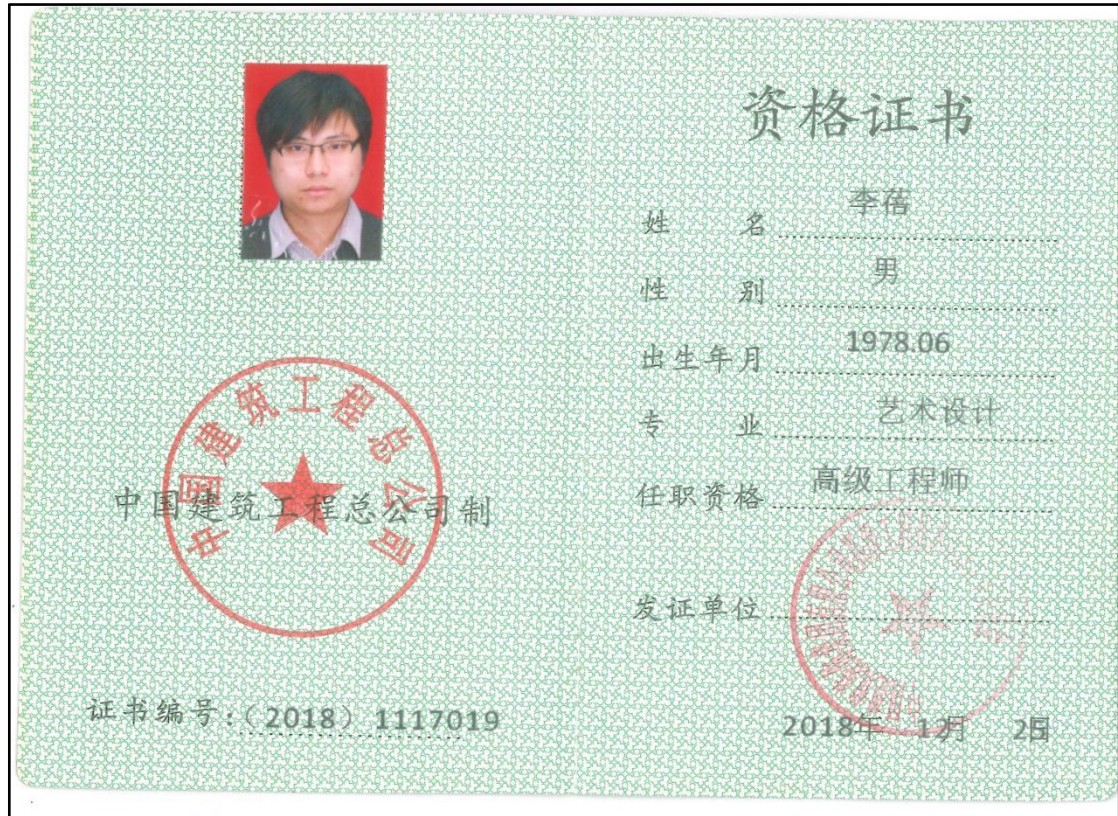 中国建筑工程总公司
中国建筑工程总公司制
证书编号:（2018）1117019
资格证书
姓 名 李蓓
性 别 男
出生年月 1978.06
专 业 艺术设计
任职资格 高级工程师
发证单位
2018年 12月 25日